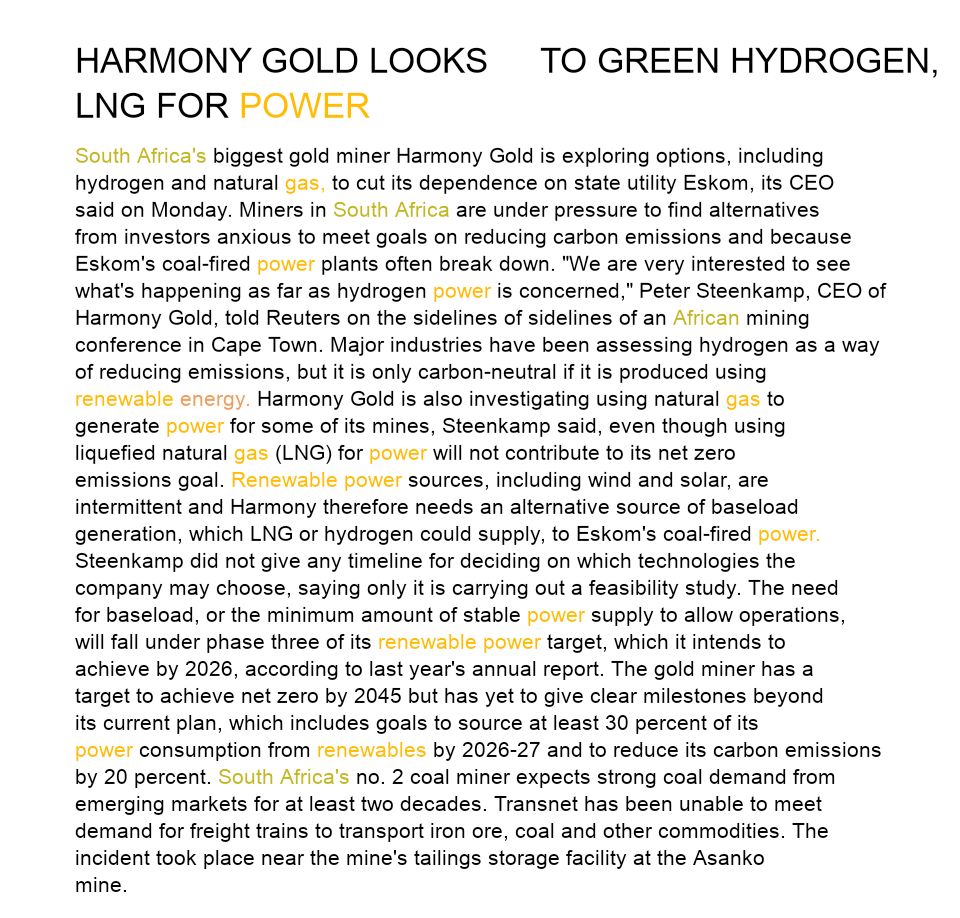 HARMONY GOLD LOOKS TO GREEN HYDROGEN,
LNG FOR POWER
South Africa's biggest gold miner Harmony Gold is exploring options, including
hydrogen and natural gas, to cut its dependence on state utility Eskom, its CEO
said on Monday. Miners in South Africa are under pressure to find alternatives
from investors anxious to meet goals on reducing carbon emissions and because
Eskom's coal-fired power plants often break down. "We are very interested to see
what's happening as far as hydrogen power is concerned," Peter Steenkamp, CEO of
Harmony Gold, told Reuters on the sidelines of sidelines of an African mining
conference in Cape Town. Major industries have been assessing hydrogen as a way
of reducing emissions, but it is only carbon-neutral if it is produced using
renewable energy. Harmony Gold is also investigating using natural gas to
generate power for some of its mines, Steenkamp said, even though using
liquefied natural gas (LNG) for power will not contribute to its net zero
emissions goal. Renewable power sources, including wind and solar, are
intermittent and Harmony therefore needs an alternative source of baseload
generation, which LNG or hydrogen could supply, to Eskom's coal-fired power.
Steenkamp did not give any timeline for deciding on which technologies the
company may choose, saying only it is carrying out a feasibility study. The need
for baseload, or the minimum amount of stable power supply to allow operations,
will fall under phase three of its renewable power target, which it intends to
achieve by 2026, according to last year's annual report. The gold miner has a
target to achieve net zero by 2045 but has yet to give clear milestones beyond
its current plan, which includes goals to source at least 30 percent of its
power consumption from renewables by 2026-27 and to reduce its carbon emissions
by 20 percent. South Africa's no. 2 coal miner expects strong coal demand from
emerging markets for at least two decades. Transnet has been unable to meet
demand for freight trains to transport iron ore, coal and other commodities. The
incident took place near the mine's tailings storage facility at the Asanko
mine.